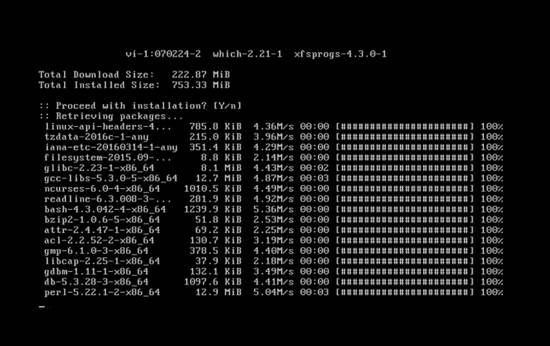 vi-1:070224-2  which-2.21-1  xfsprogs-4.3.0-1
Total Download Size:   222.87 MiB
Total Installed Size:  753.33 MiB
:: Proceed with installation? [Y/n]
:: Retrieving packages...
linux-api-headers-4...   785.8 KiB  4.36M/s 00:00 [######################] 100%
tzdata-2016c-1-any       215.0 KiB  3.96M/s 00:00 [######################] 100%
iana-etc-20160314-1-any  351.4 KiB  4.29M/s 00:00 [######################] 100%
filesystem-2015.09-...     8.8 KiB  2.14M/s 00:00 [######################] 100%
glibc-2.23-1-x86_64        8.1 MiB  4.43M/s 00:02 [######################] 100%
gcc-libs-5.3.0-5-x86_64   12.7 MiB  4.87M/s 00:03 [######################] 100%
ncurses-6.0-4-x86_64    1010.5 KiB  4.49M/s 00:00 [######################] 100%
readline-6.3.008-3-...   281.9 KiB  4.92M/s 00:00 [######################] 100%
bash-4.3.042-4-x86_64   1239.9 KiB  5.36M/s 00:00 [######################] 100%
bzip2-1.0.6-5-x86_64      51.8 KiB  2.53M/s 00:00 [######################] 100%
attr-2.4.47-1-x86_64      69.2 KiB  2.25M/s 00:00 [######################] 100%
acl-2.2.52-2-x86_64      130.7 KiB  3.19M/s 00:00 [######################] 100%
gmp-6.1.0-3-x86_64       378.5 KiB  4.40M/s 00:00 [######################] 100%
libcap-2.25-1-x86_64      37.9 KiB  2.18M/s 00:00 [######################] 100%
gdbm-1.11-1-x86_64       132.1 KiB  3.49M/s 00:00 [######################] 100%
db-5.3.28-3-x86_64      1097.6 KiB  4.41M/s 00:00 [######################] 100%
perl-5.22.1-2-x86_64      12.9 MiB  5.04M/s 00:03 [######################] 100%